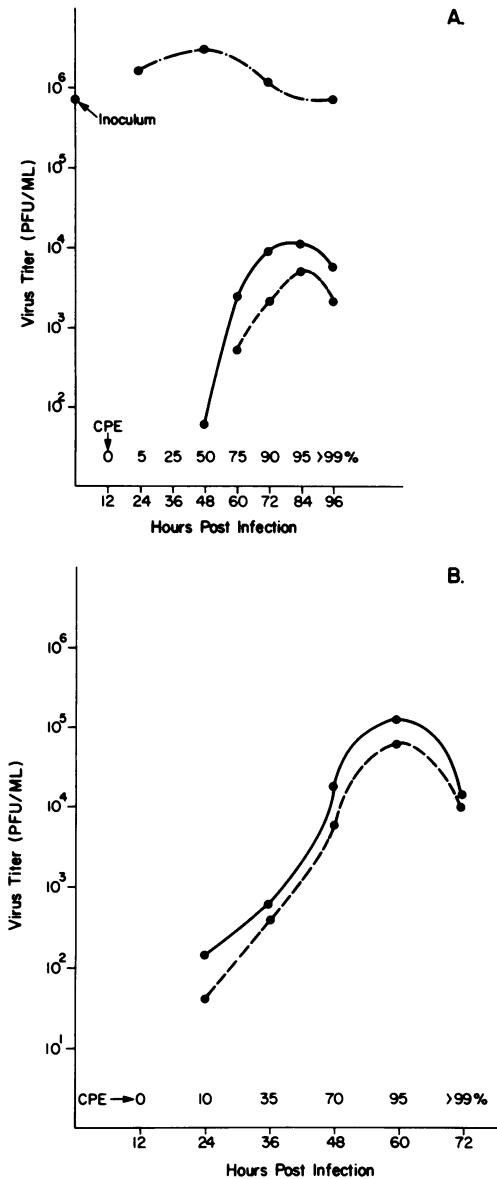 A.
10⁶
Inoculum
10⁵
10⁴
10³
10²
Virus Titer (PFU/ML)
CPE
0 5 25 50 75 90 95 >99%
12 24 36 48 60 72 84 96
Hours Post Infection
B.
10⁶
10⁵
10⁴
10³
10²
10¹
Virus Titer (PFU/ML)
CPE → 0 10 35 70 95 >99%
12 24 36 48 60 72
Hours Post Infection